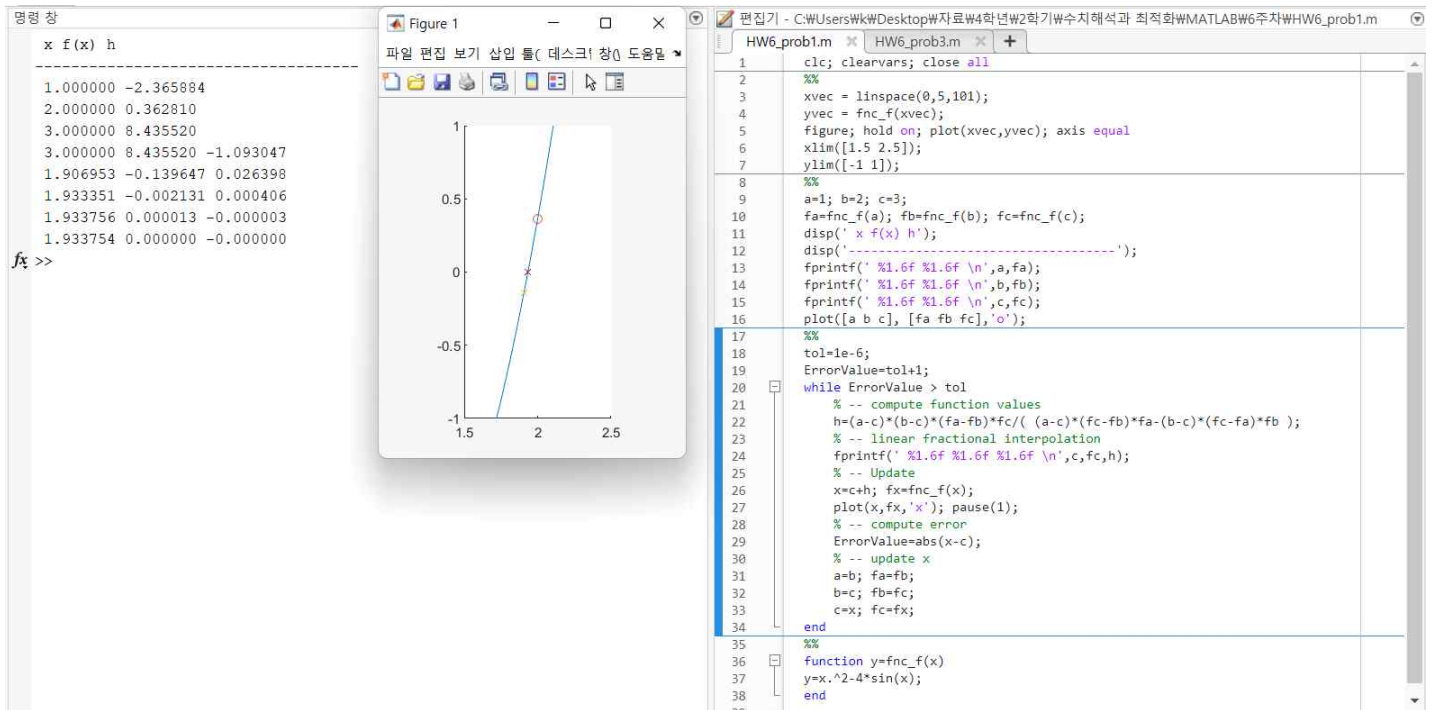 명령 창
x f(x) h
-----------------------------------
1.000000 -2.365884
2.000000 0.362810
3.000000 8.435520
3.000000 8.435520 -1.093047
1.906953 -0.139647 0.026398
1.933351 -0.002131 0.000406
1.933756 0.000013 -0.000003
1.933754 0.000000 -0.000000
fx >>
Figure 1
파일 편집 보기 삽입 툴( 데스크 창() 도움말
1
0.5
0
-0.5
-1
1.5 2 2.5
편집기 - C:₩Users₩k₩Desktop₩자료₩4학년₩2학기₩수치해석과 최적화₩MATLAB₩6주차₩HW6_prob1.m
HW6_prob1.m HW6_prob3.m
1 clc; clearvars; close all
2 %%
3 xvec = linspace(0,5,101);
4 yvec = fnc_f(xvec);
5 figure; hold on; plot(xvec,yvec); axis equal
6 xlim([1.5 2.5]);
7 ylim([-1 1]);
8 %%
9 a=1; b=2; c=3;
10 fa=fnc_f(a); fb=fnc_f(b); fc=fnc_f(c);
11 disp(' x f(x) h');
12 disp('-----------------------------------');
13 fprintf(' %1.6f %1.6f \n',a,fa);
14 fprintf(' %1.6f %1.6f \n',b,fb);
15 fprintf(' %1.6f %1.6f \n',c,fc);
16 plot([a b c], [fa fb fc],'o');
17 %%
18 tol=1e-6;
19 ErrorValue=tol+1;
20 while ErrorValue > tol
21 % -- compute function values
22 h=(a-c)*(b-c)*(fa-fb)*fc/( (a-c)*(fc-fb)*fa-(b-c)*(fc-fa)*fb );
23 % -- linear fractional interpolation
24 fprintf(' %1.6f %1.6f %1.6f \n',c,fc,h);
25 % -- Update
26 x=c+h; fx=fnc_f(x);
27 plot(x,fx,'x'); pause(1);
28 % -- compute error
29 ErrorValue=abs(x-c);
30 % -- update x
31 a=b; fa=fb;
32 b=c; fb=fc;
33 c=x; fc=fx;
34 end
35 %%
36 function y=fnc_f(x)
37 y=x.^2-4*sin(x);
38 end